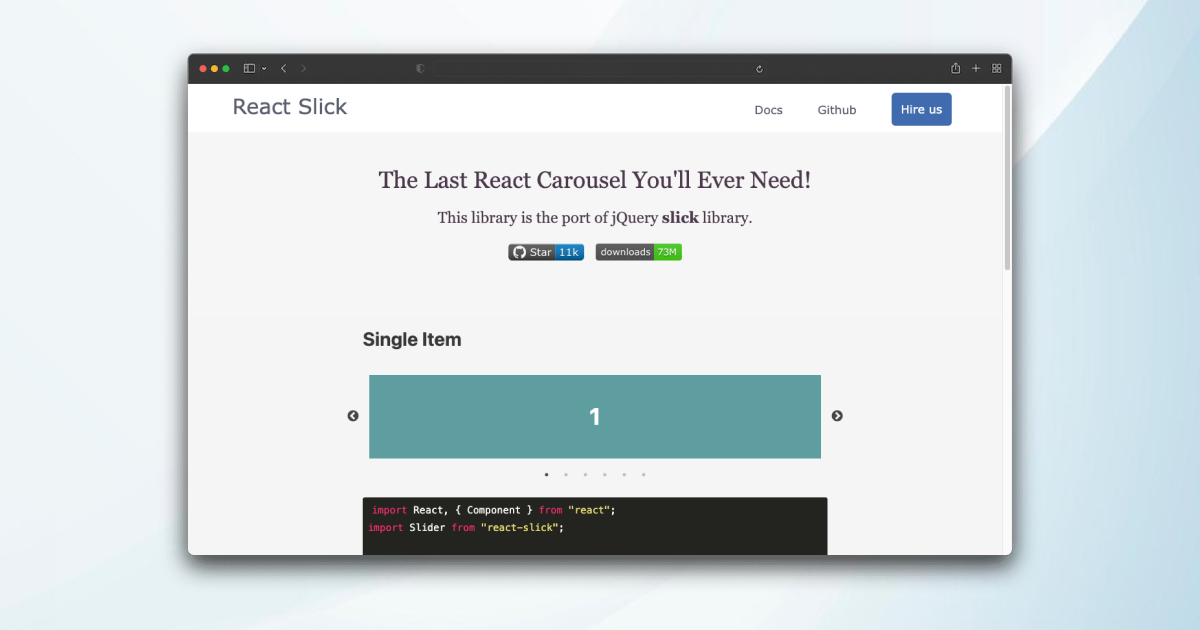 React Slick
Docs
Github
Hire us
The Last React Carousel You'll Ever Need!
This library is the port of jQuery slick library.
Star 11k
downloads 73M
Single Item
1
import React, { Component } from "react";
import Slider from "react-slick";